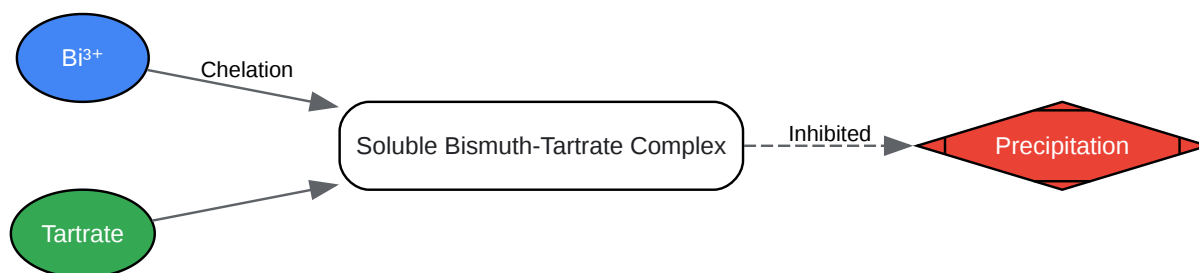 Bi³⁺
Chelation
Soluble Bismuth-Tartrate Complex
Inhibited
Precipitation
Tartrate